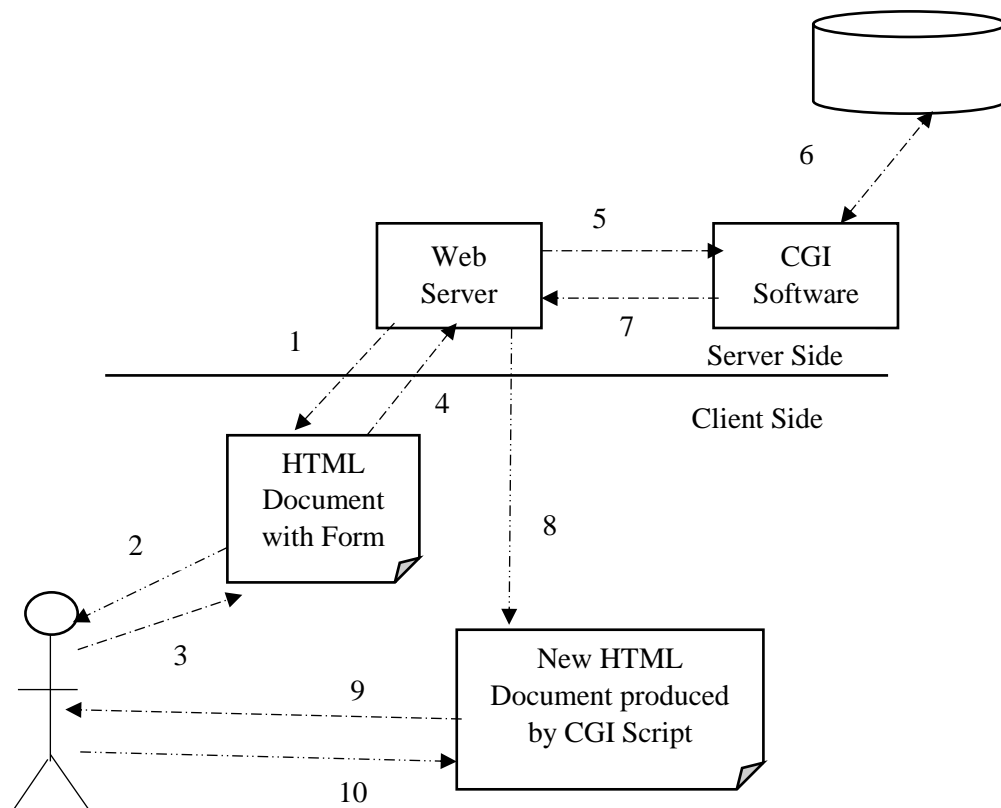 6
5
Web
Server
CGI
Software
7
1
Server Side
4
Client Side
HTML
Document
with Form
8
2
3
New HTML
Document produced
by CGI Script
9
10